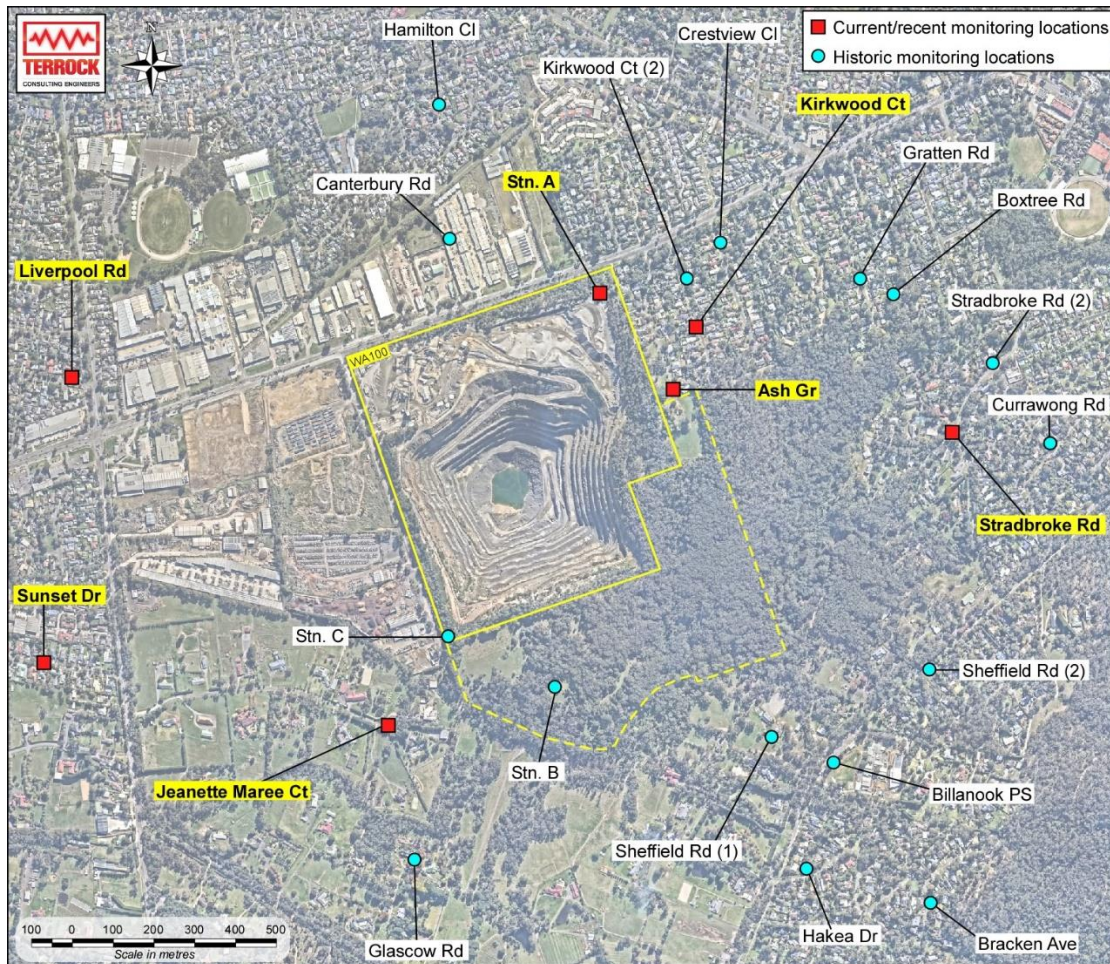 TERROCK
CONSULTING ENGINEERS
N
Hamilton Cl
Crestview Cl
Current/recent monitoring locations
Historic monitoring locations
Kirkwood Ct (2)
Kirkwood Ct
Gratten Rd
Canterbury Rd
Stn. A
Boxtree Rd
Liverpool Rd
Stradbroke Rd (2)
WA100
Ash Gr
Currawong Rd
Stradbroke Rd
Sunset Dr
Stn. C
Sheffield Rd (2)
Stn. B
Jeanette Maree Ct
Billanook PS
Sheffield Rd (1)
Hakea Dr
Glascow Rd
Bracken Ave
100 0 100 200 300 400 500
Scale in metres